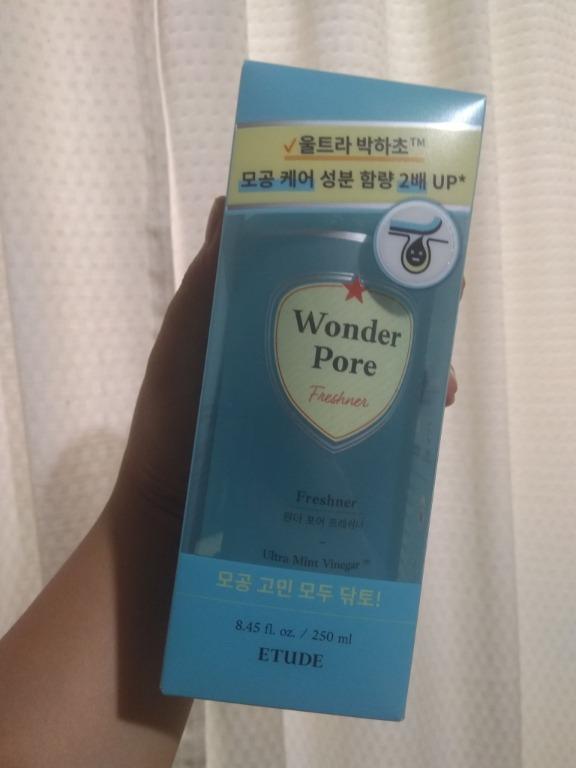 ✓울트라 박하초™
모공 케어 성분 함량 2배 UP*
Wonder
Pore
Freshner
Freshner
원더 포어 프레쉬너
-
Ultra Mint Vinegar™
모공 고민 모두 닦토!
8.45 fl. oz. / 250 ml
ETUDE